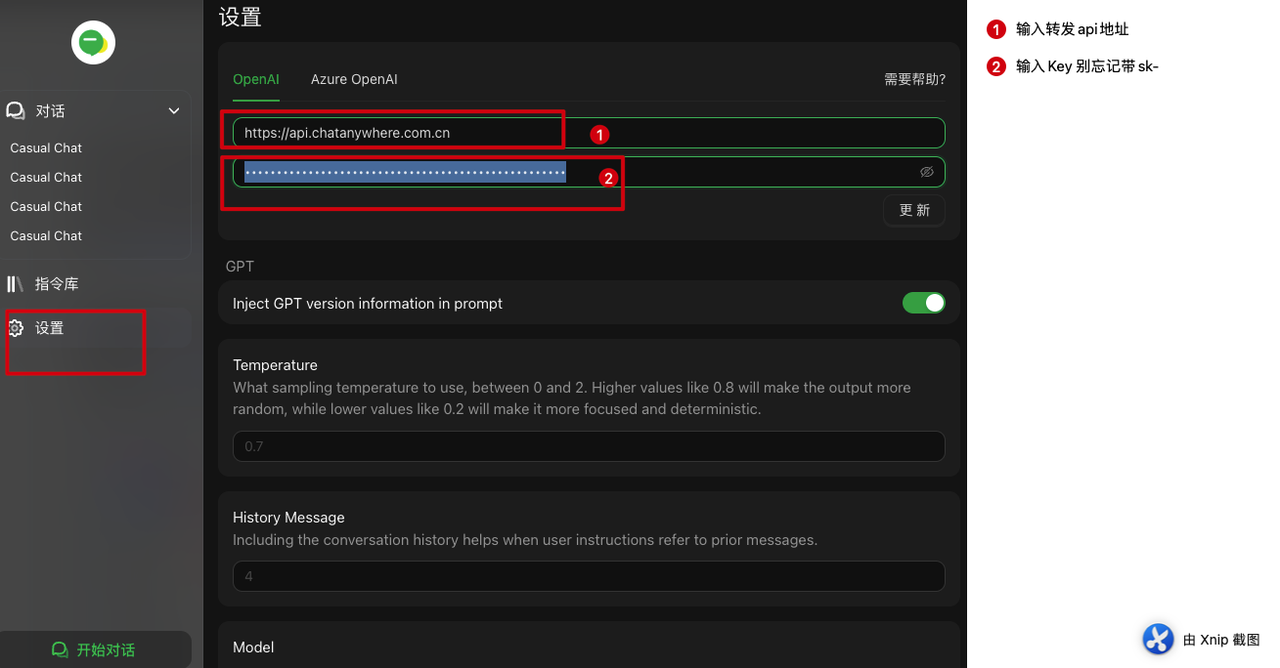 设置
OpenAI
Azure OpenAI
需要帮助?
https://api.chatanywhere.com.cn
1
2
更 新
对话
Casual Chat
Casual Chat
Casual Chat
Casual Chat
指令库
设置
开始对话
GPT
Inject GPT version information in prompt
Temperature
What sampling temperature to use, between 0 and 2. Higher values like 0.8 will make the output more
random, while lower values like 0.2 will make it more focused and deterministic.
0.7
History Message
Including the conversation history helps when user instructions refer to prior messages.
4
Model
1 输入转发 api 地址
2 输入 Key 别忘记带 sk-
由 Xnip 截图